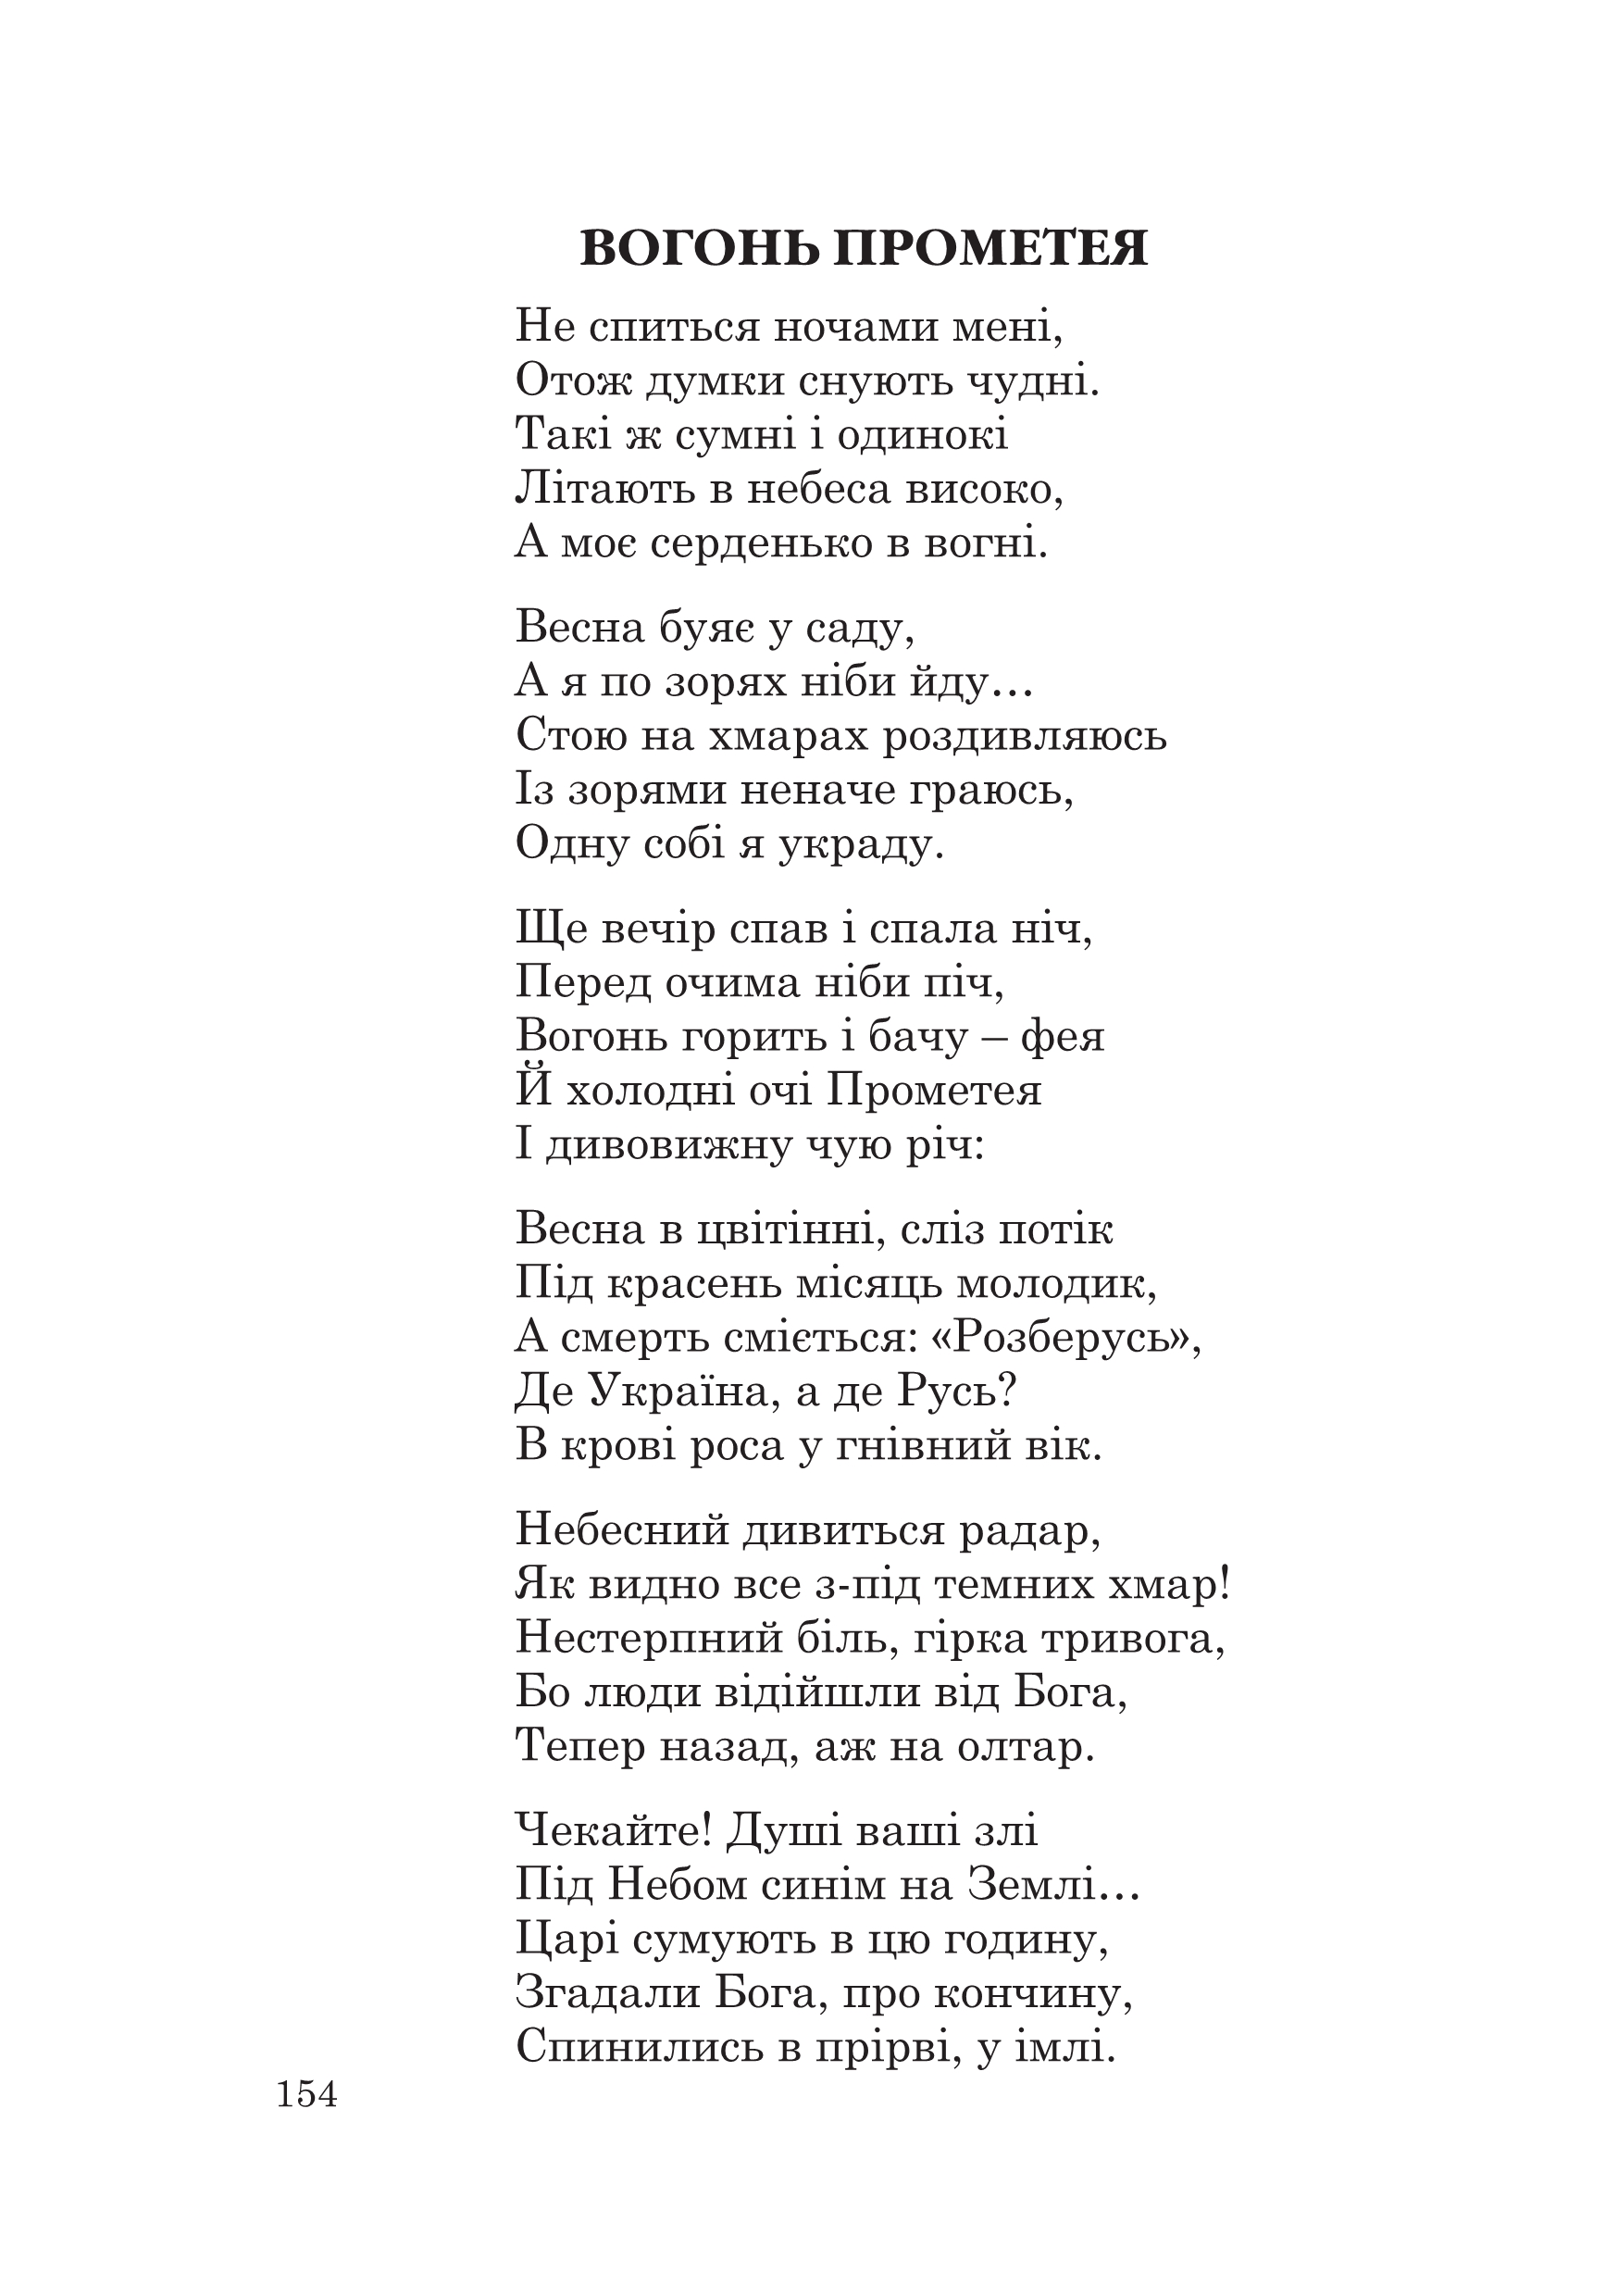 ВОГОНЬ ПРОМЕТЕЯ
Не спиться ночами мені,
Отож думки снують чудні.
Такі ж сумні і одинокі
Літають в небеса високо,
А моє серденько в вогні.
Весна буяє у саду,
А я по зорях ніби йду...
Стою на хмарах роздивляюсь
Із зорями неначе граюсь,
Одну собі я украду.
Ще вечір спав і спала ніч,
Перед очима ніби піч,
Вогонь горить і бачу – фея
Й холодні очі Прометея
І дивовижну чую річ:
Весна в цвітінні, сліз потік
Під красень місяць молодик,
А смерть сміється: «Розберусь»,
Де Україна, а де Русь?
В крові роса у гнівний вік.
Небесний дивиться радар,
Як видно все з-під темних хмар!
Нестерпний біль, гірка тривога,
Бо люди відійшли від Бога,
Тепер назад, аж на олтар.
Чекайте! Душі ваші злі
Під Небом синім на Землі...
Царі сумують в цю годину,
Згадали Бога, про кончину,
Спинились в прірві, у імлі.
154